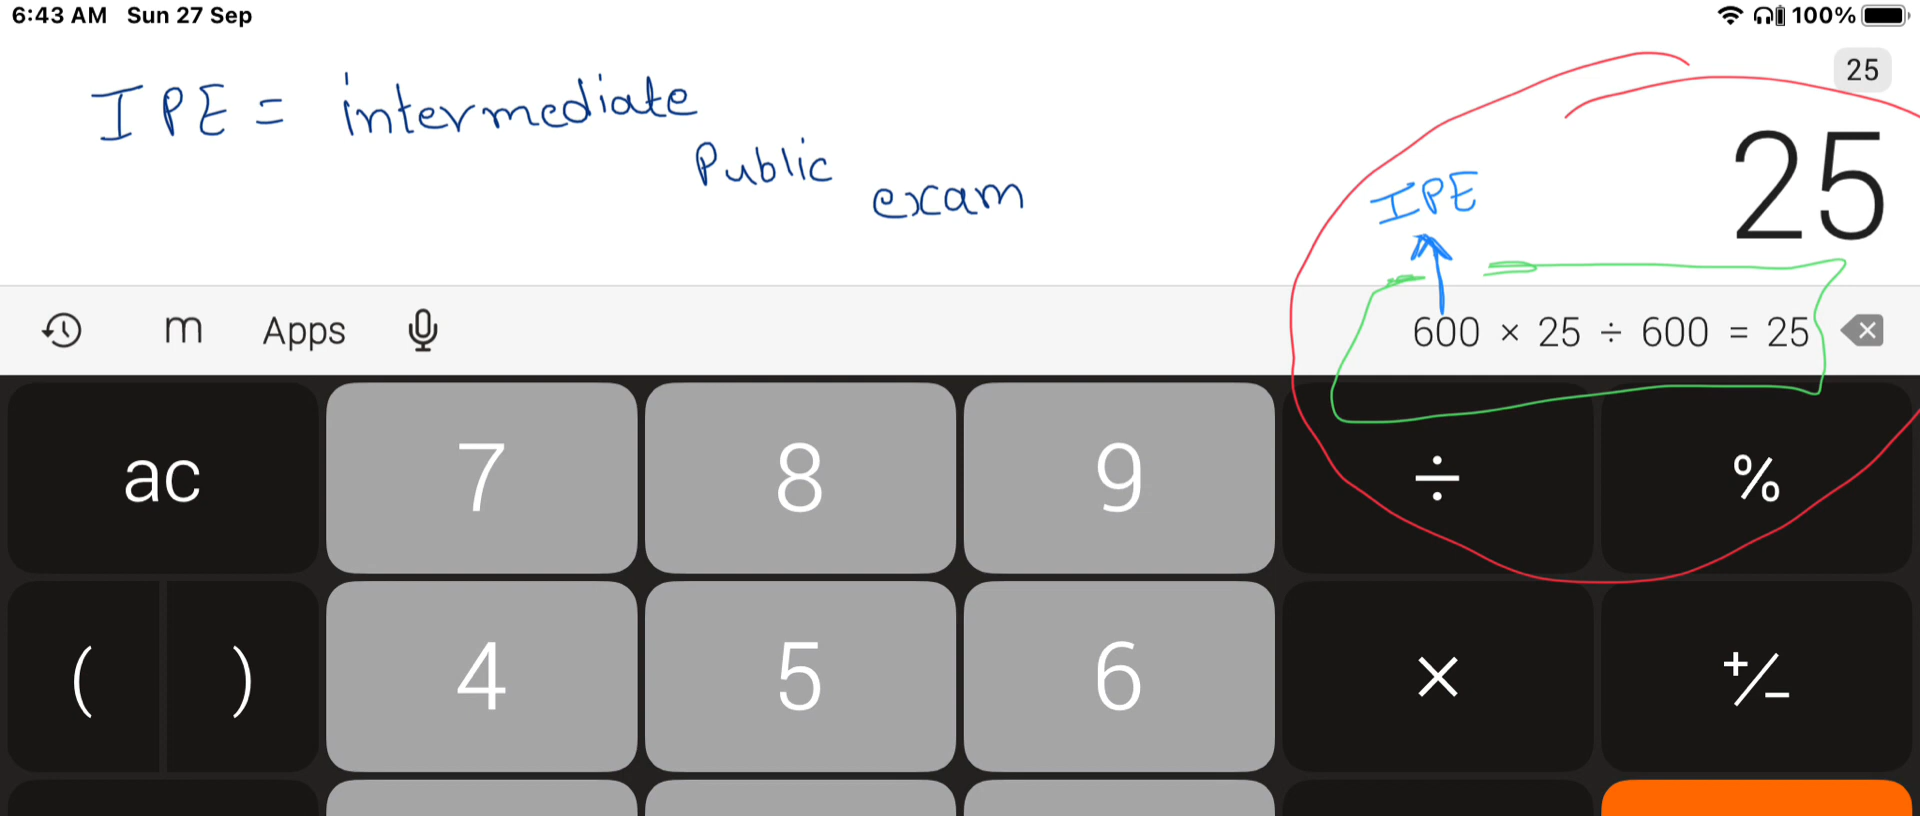 6:43 AM Sun 27 Sep 100%
25
IPE = intermediate
Public
exam
25
IPE
m Apps 600 × 25 ÷ 600 = 25
ac 7 8 9 ÷ %
( ) 4 5 6 × +/−